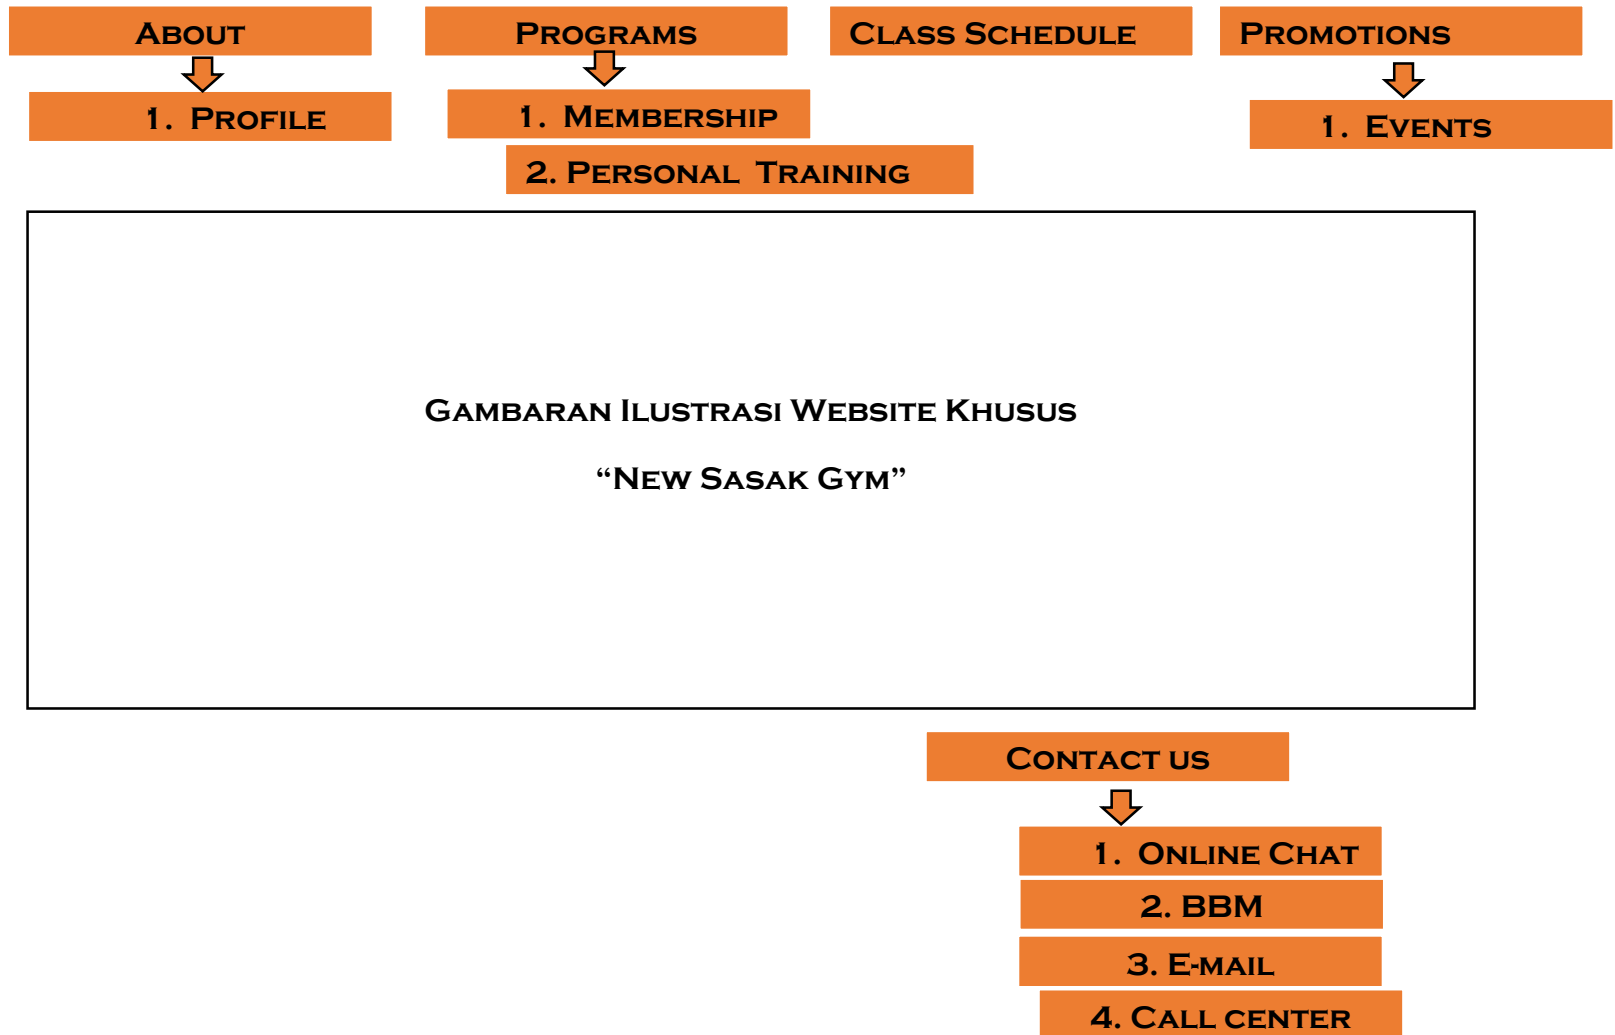 About
Programs
Class Schedule
Promotions
1. Profile
1. Membership
1. Events
2. Personal Training
Gambaran Ilustrasi Website Khusus
“New Sasak Gym”
Contact us
1. Online Chat
2. BBM
3. E-mail
4. Call center